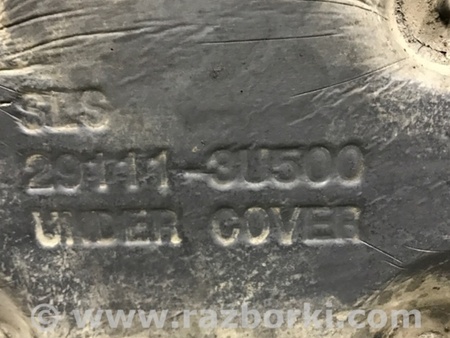 SLS
29111-3U500
UNDER COVER
www.razborki.com